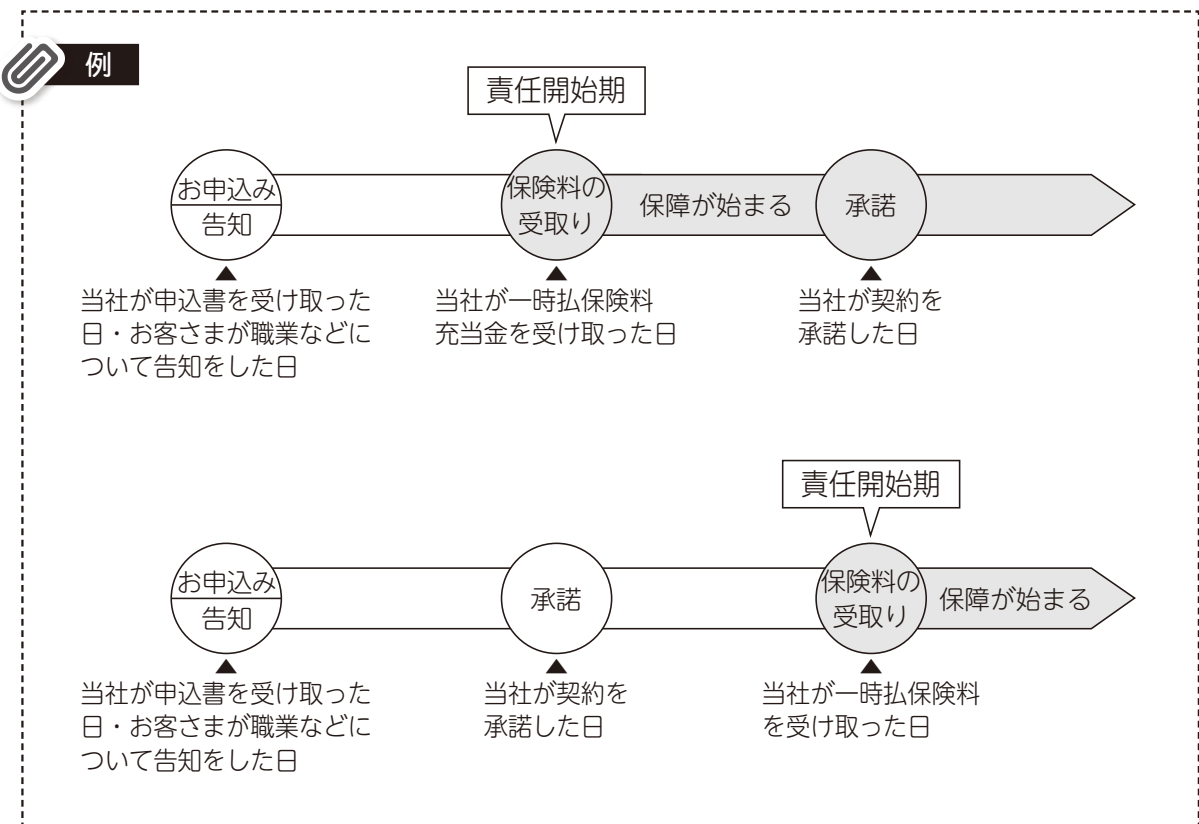 例
責任開始期
お申込み
告知
保険料の
受取り
保障が始まる
承諾
当社が申込書を受け取った
日・お客さまが職業などに
ついて告知をした日
当社が一時払保険料
充当金を受け取った日
当社が契約を
承諾した日
責任開始期
お申込み
告知
承諾
保険料の
受取り
保障が始まる
当社が申込書を受け取った
日・お客さまが職業などに
ついて告知をした日
当社が契約を
承諾した日
当社が一時払保険料
を受け取った日